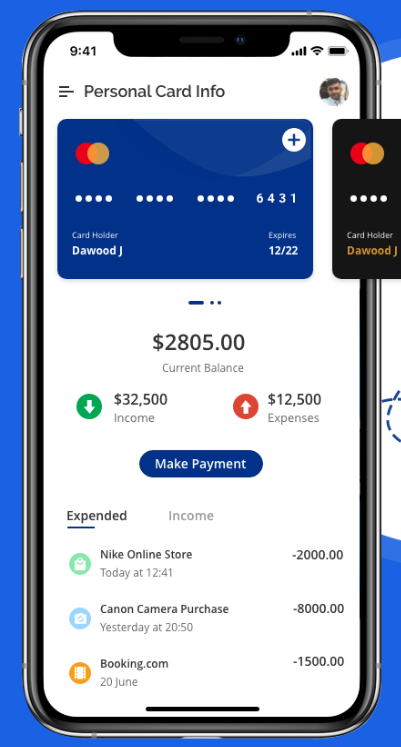 9:41
Personal Card Info
•••• •••• •••• 6431
Card Holder
Expires
Dawood J
12/22
••••
Card Holder
Dawood J
$2805.00
Current Balance
$32,500
Income
$12,500
Expenses
Make Payment
Expended
Income
Nike Online Store
-2000.00
Today at 12:41
Canon Camera Purchase
-8000.00
Yesterday at 20:50
Booking.com
-1500.00
20 June